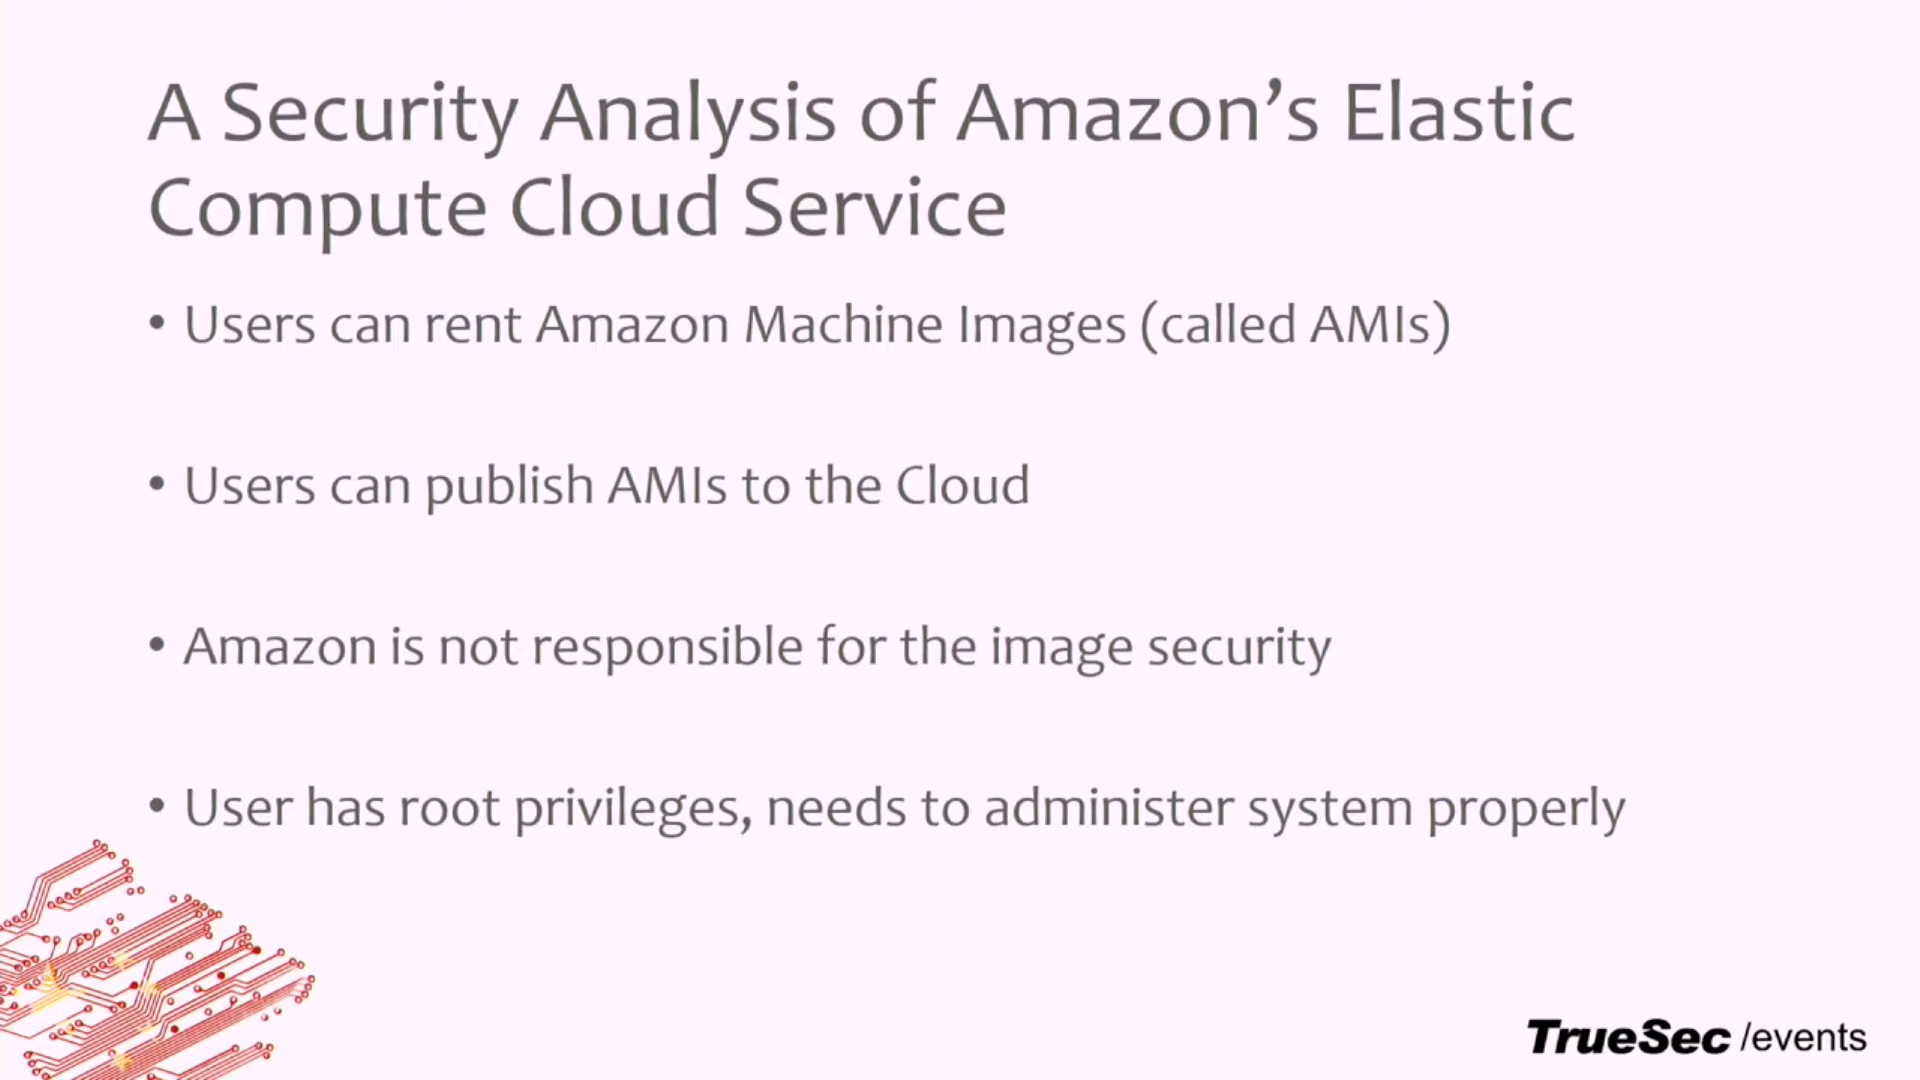 A Security Analysis of Amazon’s Elastic
Compute Cloud Service
• Users can rent Amazon Machine Images (called AMIs)
• Users can publish AMIs to the Cloud
• Amazon is not responsible for the image security
• User has root privileges, needs to administer system properly
TrueSec /events